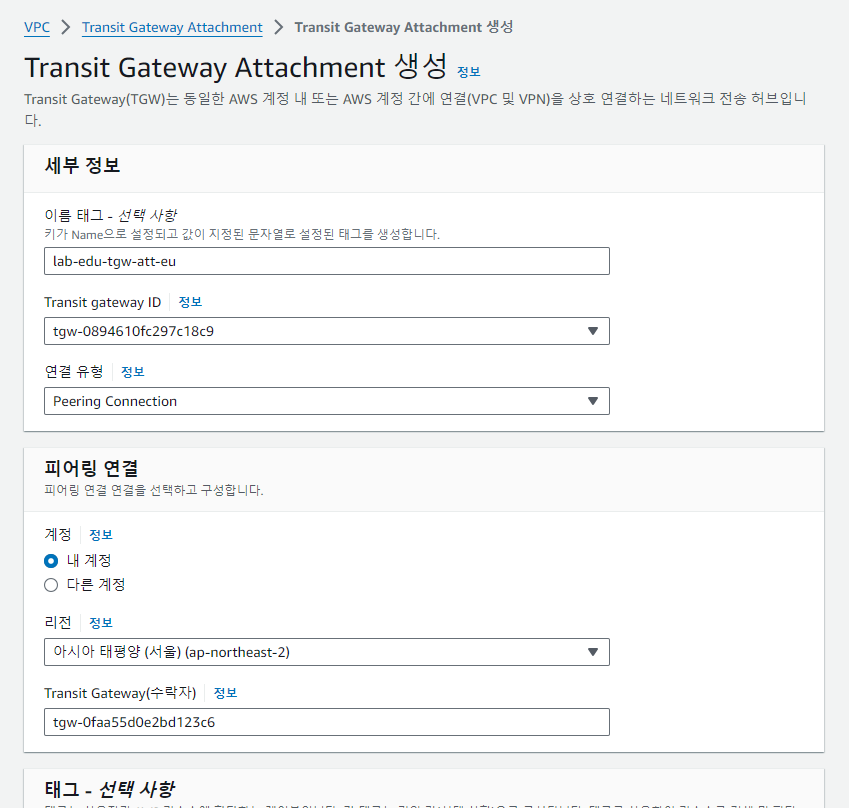 VPC > Transit Gateway Attachment > Transit Gateway Attachment 생성
Transit Gateway Attachment 생성 정보
Transit Gateway(TGW)는 동일한 AWS 계정 내 또는 AWS 계정 간에 연결(VPC 및 VPN)을 상호 연결하는 네트워크 전송 허브입니
다.
세부 정보
이름 태그 - 선택 사항
키가 Name으로 설정되고 값이 지정된 문자열로 설정된 태그를 생성합니다.
lab-edu-tgw-att-eu
Transit gateway ID 정보
tgw-0894610fc297c18c9
연결 유형 정보
Peering Connection
피어링 연결
피어링 연결 연결을 선택하고 구성합니다.
계정 정보
내 계정
다른 계정
리전 정보
아시아 태평양 (서울) (ap-northeast-2)
Transit Gateway(수락자) 정보
tgw-0faa55d0e2bd123c6
태그 - 선택 사항